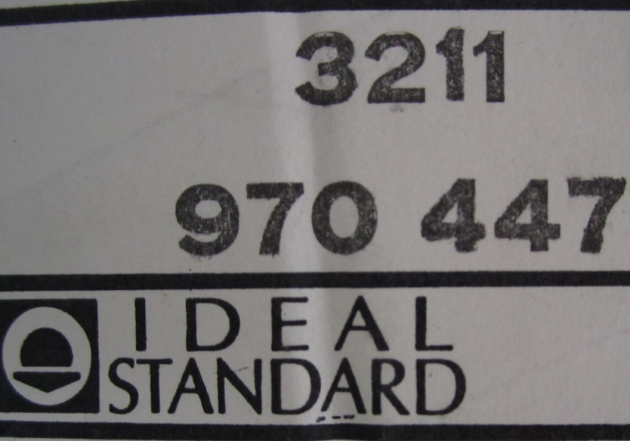 3211
970 447
IDEAL
STANDARD